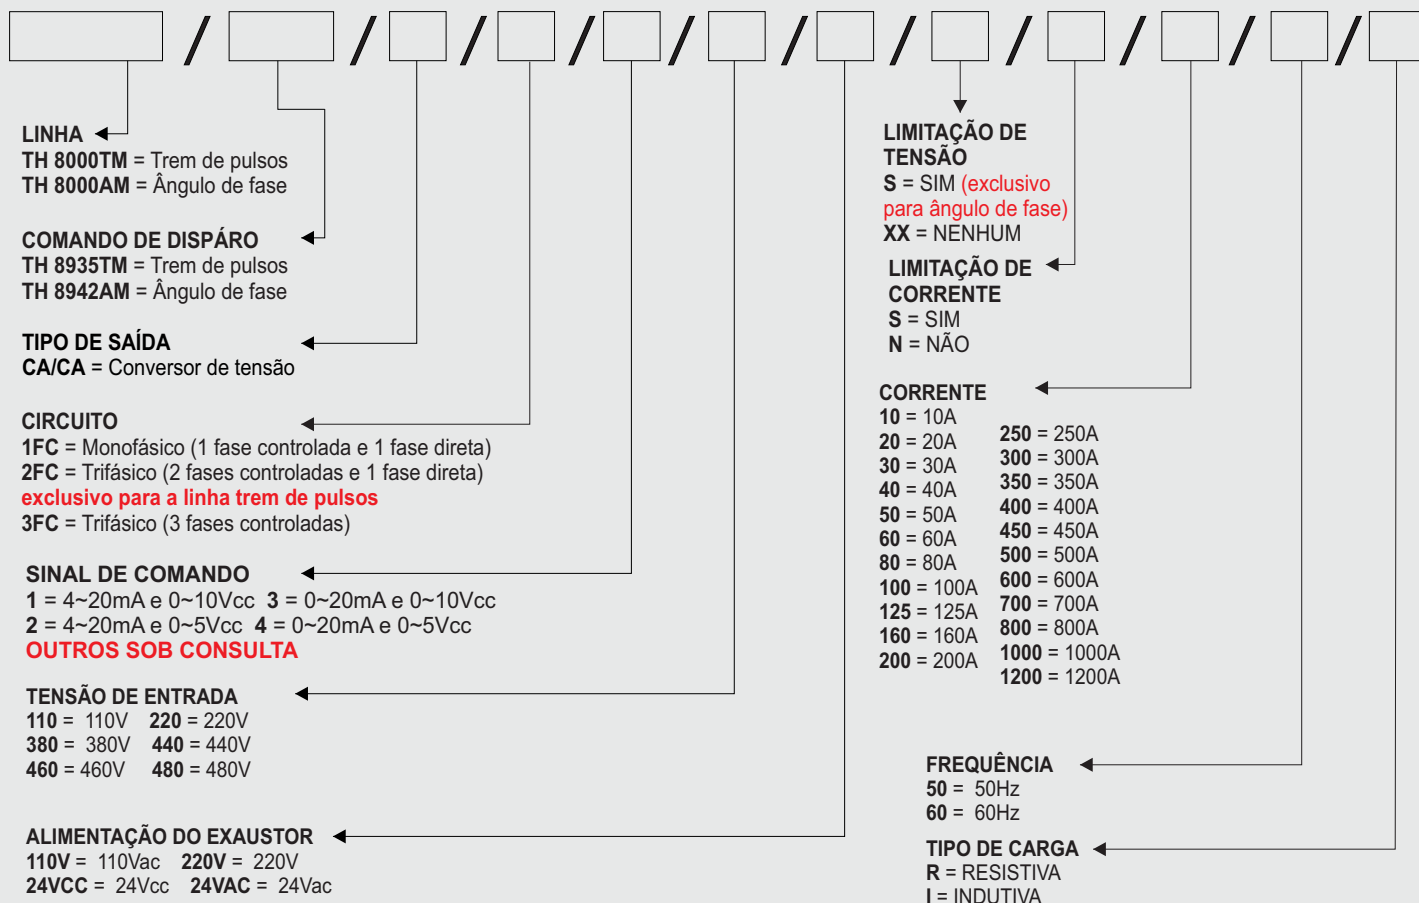 / / / / / / / / / / /
LINHA
TH 8000TM = Trem de pulsos
TH 8000AM = Ângulo de fase
COMANDO DE DISPÁRO
TH 8935TM = Trem de pulsos
TH 8942AM = Ângulo de fase
TIPO DE SAÍDA
CA/CA = Conversor de tensão
CIRCUITO
1FC = Monofásico (1 fase controlada e 1 fase direta)
2FC = Trifásico (2 fases controladas e 1 fase direta)
exclusivo para a linha trem de pulsos
3FC = Trifásico (3 fases controladas)
SINAL DE COMANDO
1 = 4~20mA e 0~10Vcc 3 = 0~20mA e 0~10Vcc
2 = 4~20mA e 0~5Vcc 4 = 0~20mA e 0~5Vcc
OUTROS SOB CONSULTA
TENSÃO DE ENTRADA
110 = 110V 220 = 220V
380 = 380V 440 = 440V
460 = 460V 480 = 480V
ALIMENTAÇÃO DO EXAUSTOR
110V = 110Vac 220V = 220V
24VCC = 24Vcc 24VAC = 24Vac
LIMITAÇÃO DE
TENSÃO
S = SIM (exclusivo
para ângulo de fase)
XX = NENHUM
LIMITAÇÃO DE
CORRENTE
S = SIM
N = NÃO
CORRENTE
10 = 10A
20 = 20A
30 = 30A
40 = 40A
50 = 50A
60 = 60A
80 = 80A
100 = 100A
125 = 125A
160 = 160A
200 = 200A
250 = 250A
300 = 300A
350 = 350A
400 = 400A
450 = 450A
500 = 500A
600 = 600A
700 = 700A
800 = 800A
1000 = 1000A
1200 = 1200A
FREQUÊNCIA
50 = 50Hz
60 = 60Hz
TIPO DE CARGA
R = RESISTIVA
I = INDUTIVA